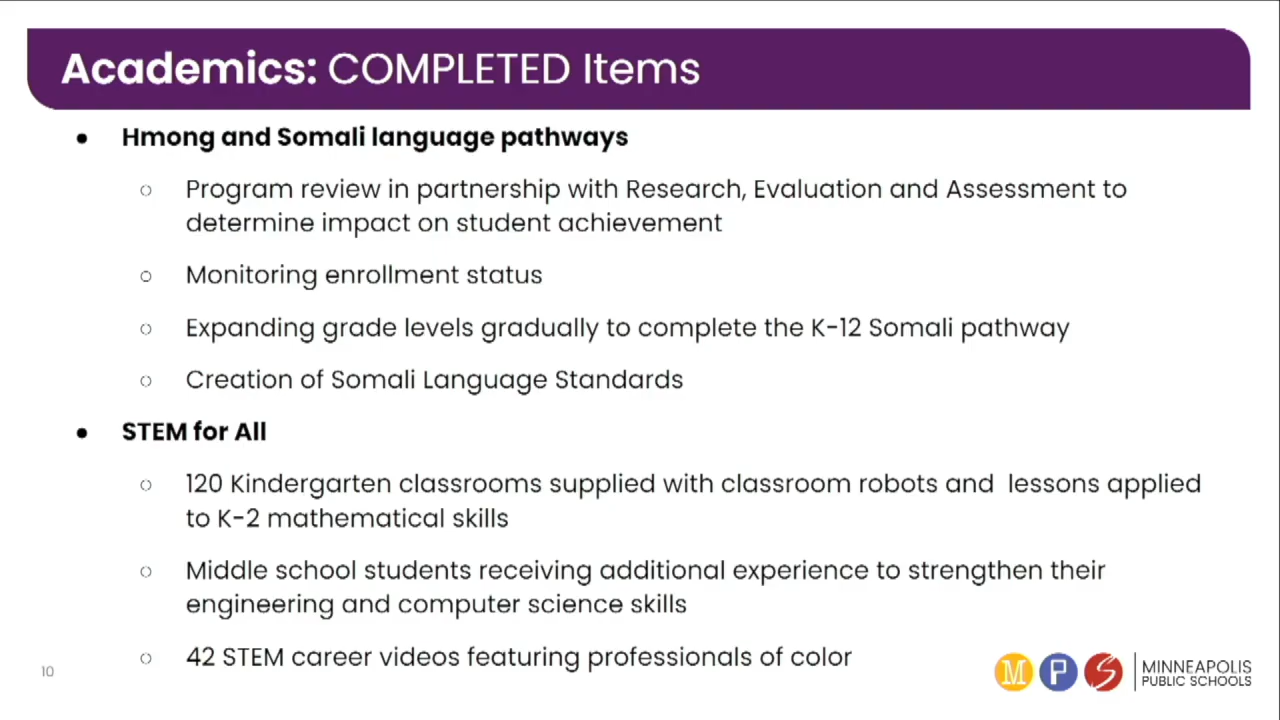 Academics: COMPLETED Items
● Hmong and Somali language pathways
○ Program review in partnership with Research, Evaluation and Assessment to
determine impact on student achievement
○ Monitoring enrollment status
○ Expanding grade levels gradually to complete the K-12 Somali pathway
○ Creation of Somali Language Standards
● STEM for All
○ 120 Kindergarten classrooms supplied with classroom robots and  lessons applied
to K-2 mathematical skills
○ Middle school students receiving additional experience to strengthen their
engineering and computer science skills
○ 42 STEM career videos featuring professionals of color
10
M P S
MINNEAPOLIS
PUBLIC SCHOOLS